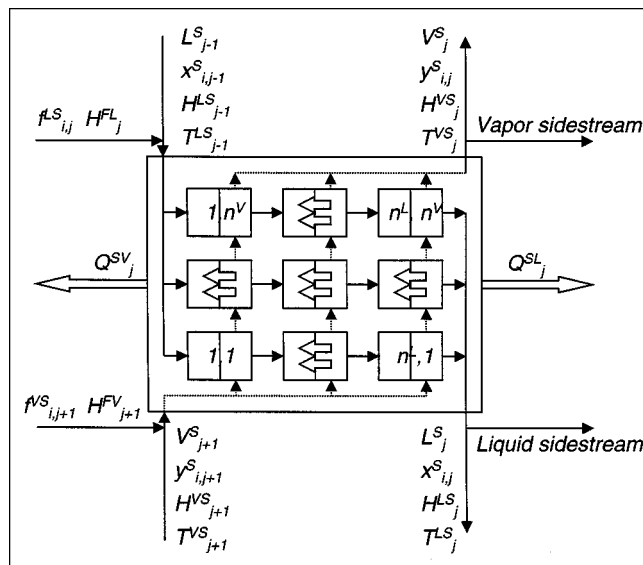 L^S_{j-1}
x^S_{i,j-1}
H^{LS}_{j-1}
T^{LS}_{j-1}
f^{LS}_{i,j} H^{FL}_j
V^S_j
y^S_{i,j}
H^{VS}_j
T^{VS}_j
Vapor sidestream
1, n^V
n^L, n^V
Q^{SV}_j
Q^{SL}_j
1, 1
n^L, 1
f^{VS}_{i,j+1} H^{FV}_{j+1}
V^S_{j+1}
y^S_{i,j+1}
H^{VS}_{j+1}
T^{VS}_{j+1}
L^S_j
x^S_{i,j}
H^{LS}_j
T^{LS}_j
Liquid sidestream